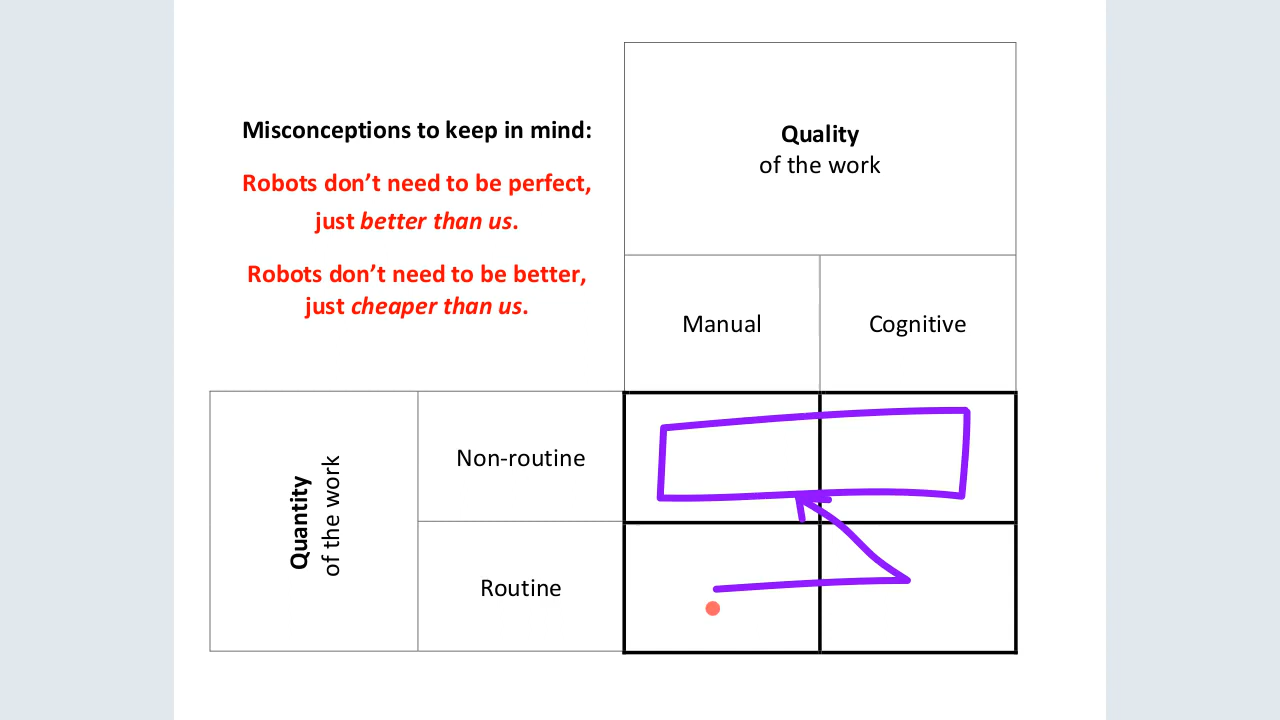 Misconceptions to keep in mind:
Robots don’t need to be perfect,
just better than us.
Robots don’t need to be better,
just cheaper than us.
Quality
of the work
Manual
Cognitive
Quantity
of the work
Non-routine
Routine